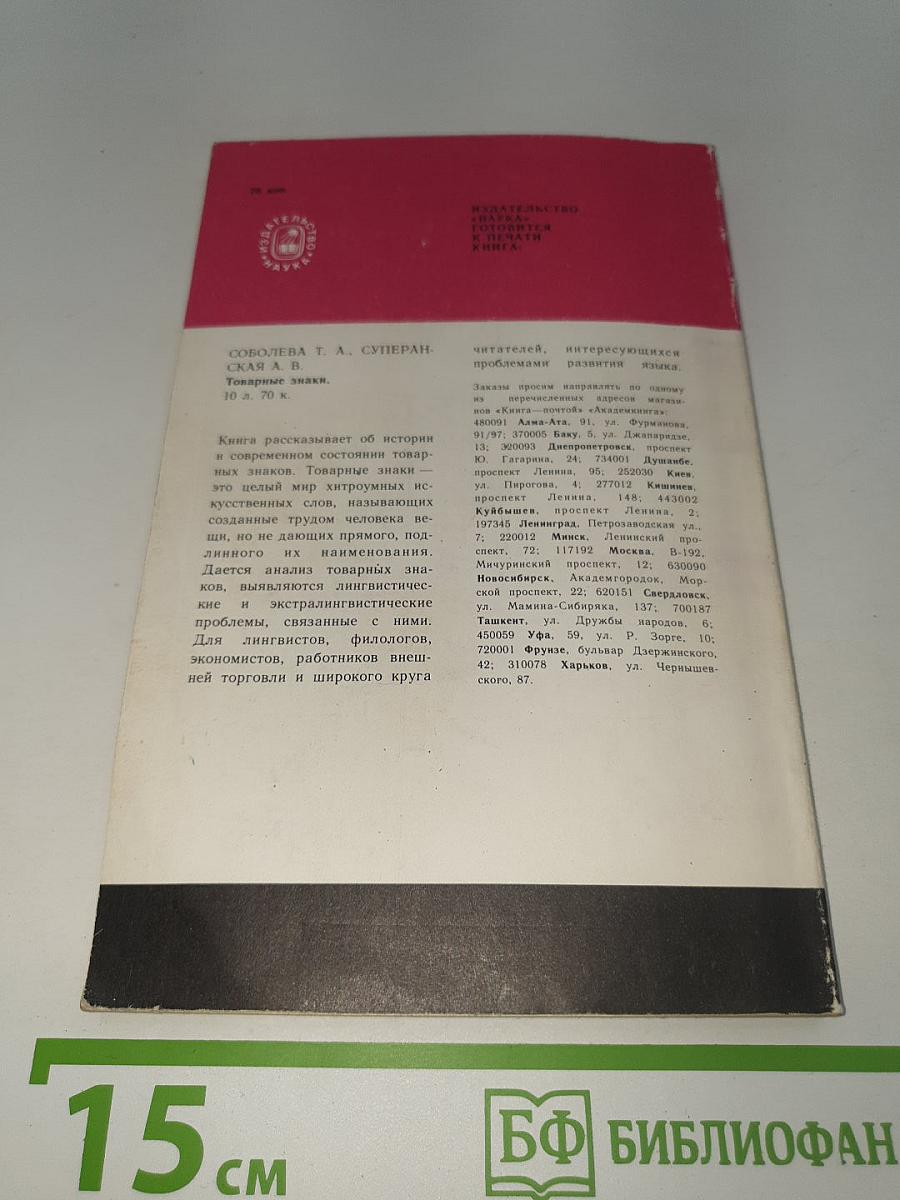 70 коп.
ИЗДАТЕЛЬСТВО
«НАУКА»
ИЗДАТЕЛЬСТВО
«НАУКА»
ГОТОВИТСЯ
К ПЕЧАТИ
КНИГА:
СОБОЛЕВА Т. А., СУПЕРАН-
СКАЯ А. В.
Товарные знаки.
10 л. 70 к.
Книга рассказывает об истории
и современном состоянии товар-
ных знаков. Товарные знаки —
это целый мир хитроумных ис-
кусственных слов, называющих
созданные трудом человека ве-
щи, но не дающих прямого, под-
линного их наименования.
Дается анализ товарных зна-
ков, выявляются лингвистичес-
кие и экстралингвистические
проблемы, связанные с ними.
Для лингвистов, филологов,
экономистов, работников внеш-
ней торговли и широкого круга
читателей, интересующихся
проблемами развития языка.
Заказы просим направлять по одному
из перечисленных адресов магази-
нов «Книга—почтой» «Академкнига»:
480091 Алма-Ата, 91, ул. Фурманова,
91/97; 370005 Баку, 5, ул. Джапаридзе,
13; 320093 Днепропетровск, проспект
Ю. Гагарина, 24; 734001 Душанбе,
проспект Ленина, 95; 252030 Киев,
ул. Пирогова, 4; 277012 Кишинев,
проспект Ленина, 148; 443002
Куйбышев, проспект Ленина, 2;
197345 Ленинград, Петрозаводская ул.,
7; 220012 Минск, Ленинский про-
спект, 72; 117192 Москва, В-192,
Мичуринский проспект, 12; 630090
Новосибирск, Академгородок, Мор-
ской проспект, 22; 620151 Свердловск,
ул. Мамина-Сибиряка, 137; 700187
Ташкент, ул. Дружбы народов, 6;
450059 Уфа, 59, ул. Р. Зорге, 10;
720001 Фрунзе, бульвар Дзержинского,
42; 310078 Харьков, ул. Чернышев-
ского, 87.
15 см
БФ БИБЛИОФАН